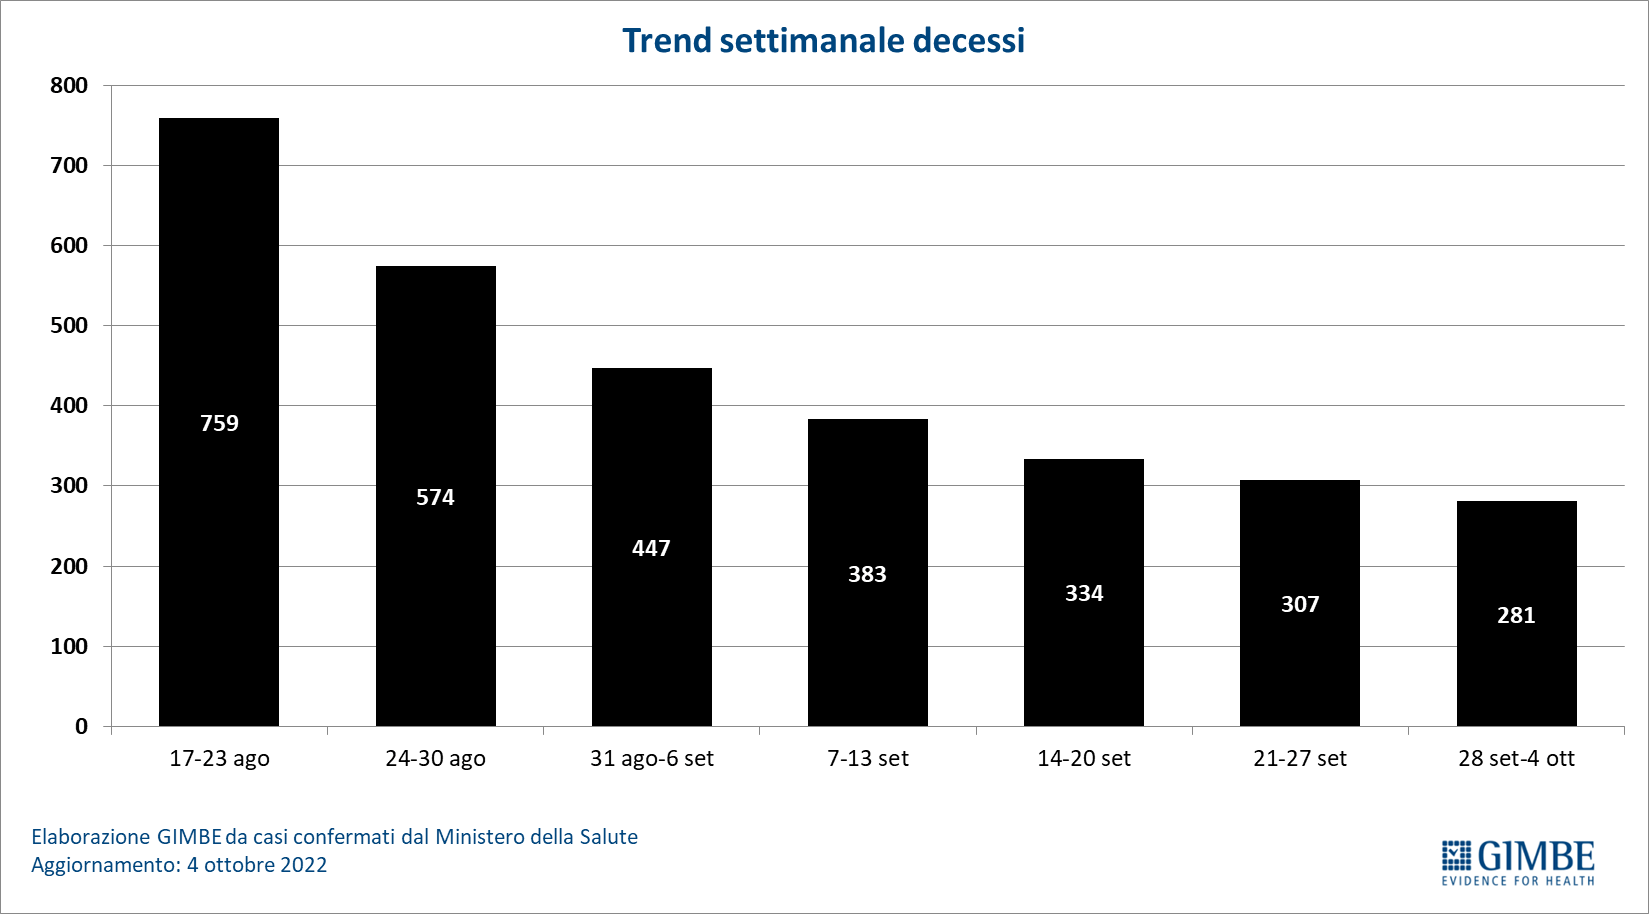 Trend settimanale decessi
800
700
600
500
400
300
200
100
0
759
574
447
383
334
307
281
17-23 ago
24-30 ago
31 ago-6 set
7-13 set
14-20 set
21-27 set
28 set-4 ott
Elaborazione GIMBE da casi confermati dal Ministero della Salute
Aggiornamento: 4 ottobre 2022
GIMBE
EVIDENCE FOR HEALTH